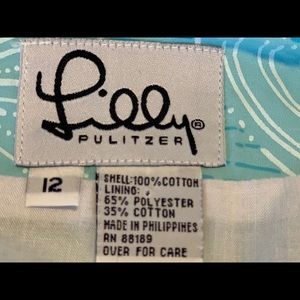 Lilly®
PULITZER
12
SHELL:100%COTTON
LINING:
65% POLYESTER
35% COTTON
MADE IN PHILIPPINES
RN 88189
OVER FOR CARE